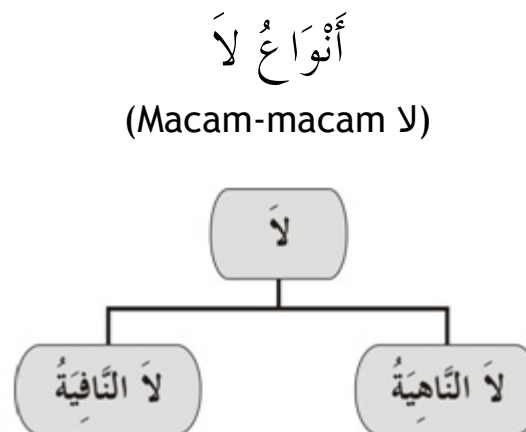 أَنْوَاعُ لاَ
(Macam-macam لا)
لاَ
لاَ النَّاهِيَةُ
لاَ النَّافِيَةُ